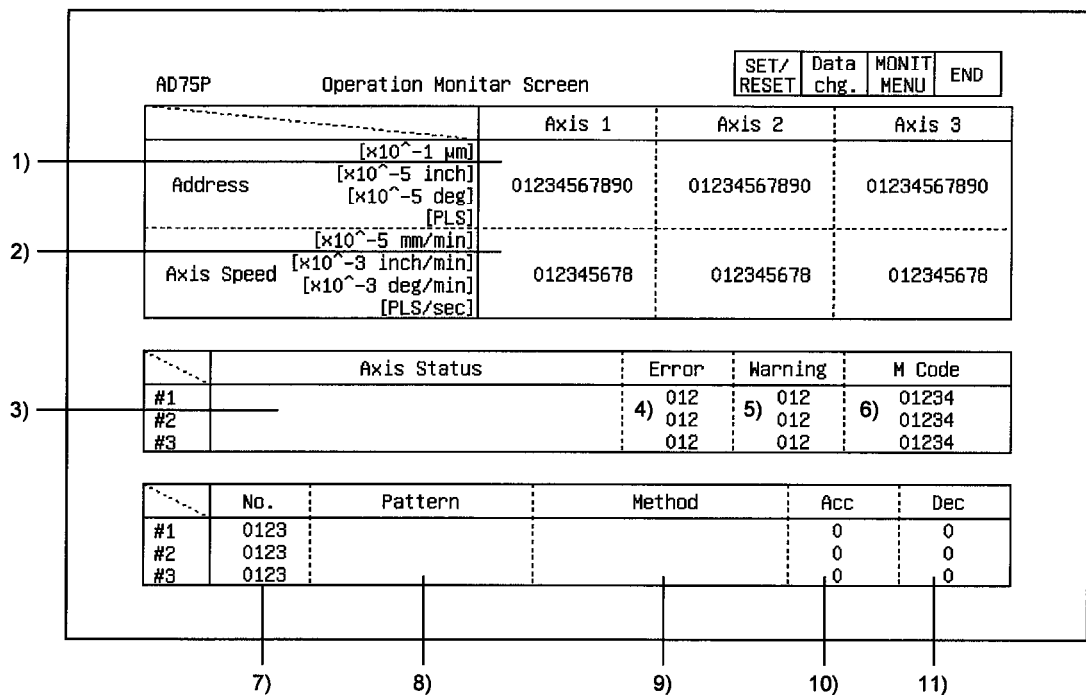 SET/ RESET Data chg. MONIT MENU END
AD75P Operation Monitar Screen
Axis 1 Axis 2 Axis 3
1) Address [×10^-1 μm]
[×10^-5 inch]
[×10^-5 deg]
[PLS]
01234567890 01234567890 01234567890
2) Axis Speed [×10^-5 mm/min]
[×10^-3 inch/min]
[×10^-3 deg/min]
[PLS/sec]
012345678 012345678 012345678
Axis Status Error Warning M Code
#1 012 012 01234
3) #2 4) 012 5) 012 6) 01234
#3 012 012 01234
No. Pattern Method Acc Dec
#1 0123 0 0
#2 0123 0 0
#3 0123 0 0
7) 8) 9) 10) 11)